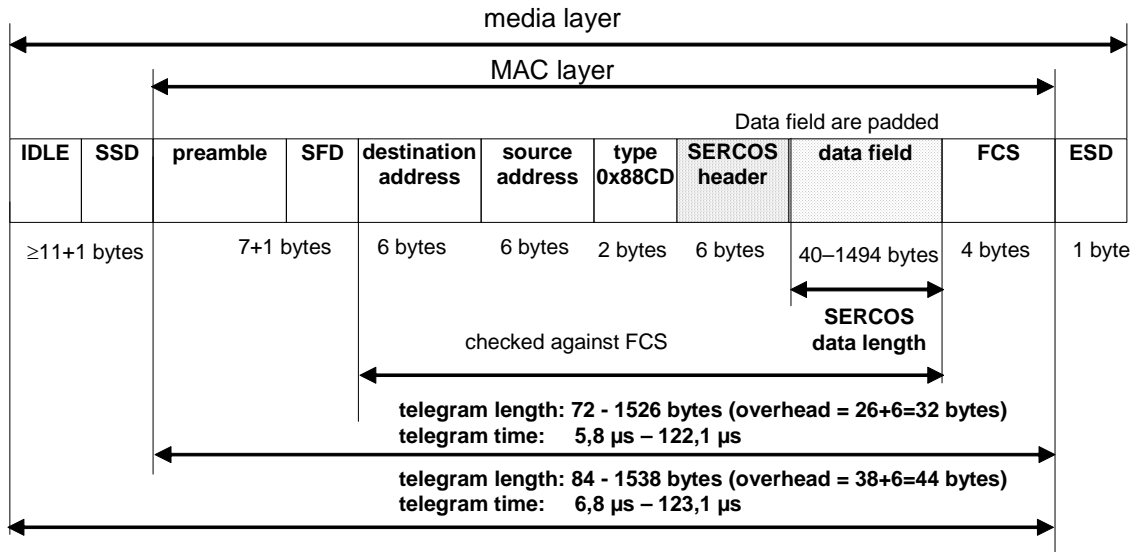 media layer
MAC layer
Data field are padded
IDLE SSD preamble SFD destination address source address type 0x88CD SERCOS header data field FCS ESD
≥11+1 bytes 7+1 bytes 6 bytes 6 bytes 2 bytes 6 bytes 40–1494 bytes 4 bytes 1 byte
SERCOS
data length
checked against FCS
telegram length: 72 - 1526 bytes (overhead = 26+6=32 bytes)
telegram time: 5,8 µs – 122,1 µs
telegram length: 84 - 1538 bytes (overhead = 38+6=44 bytes)
telegram time: 6,8 µs – 123,1 µs